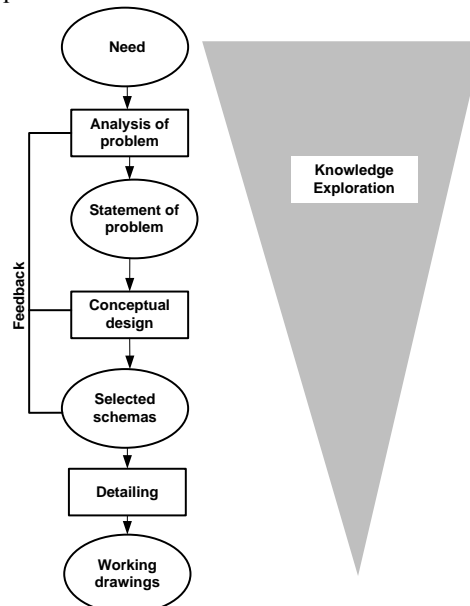 Need
Analysis of
problem
Knowledge
Exploration
Statement of
problem
Feedback
Conceptual
design
Selected
schemas
Detailing
Working
drawings